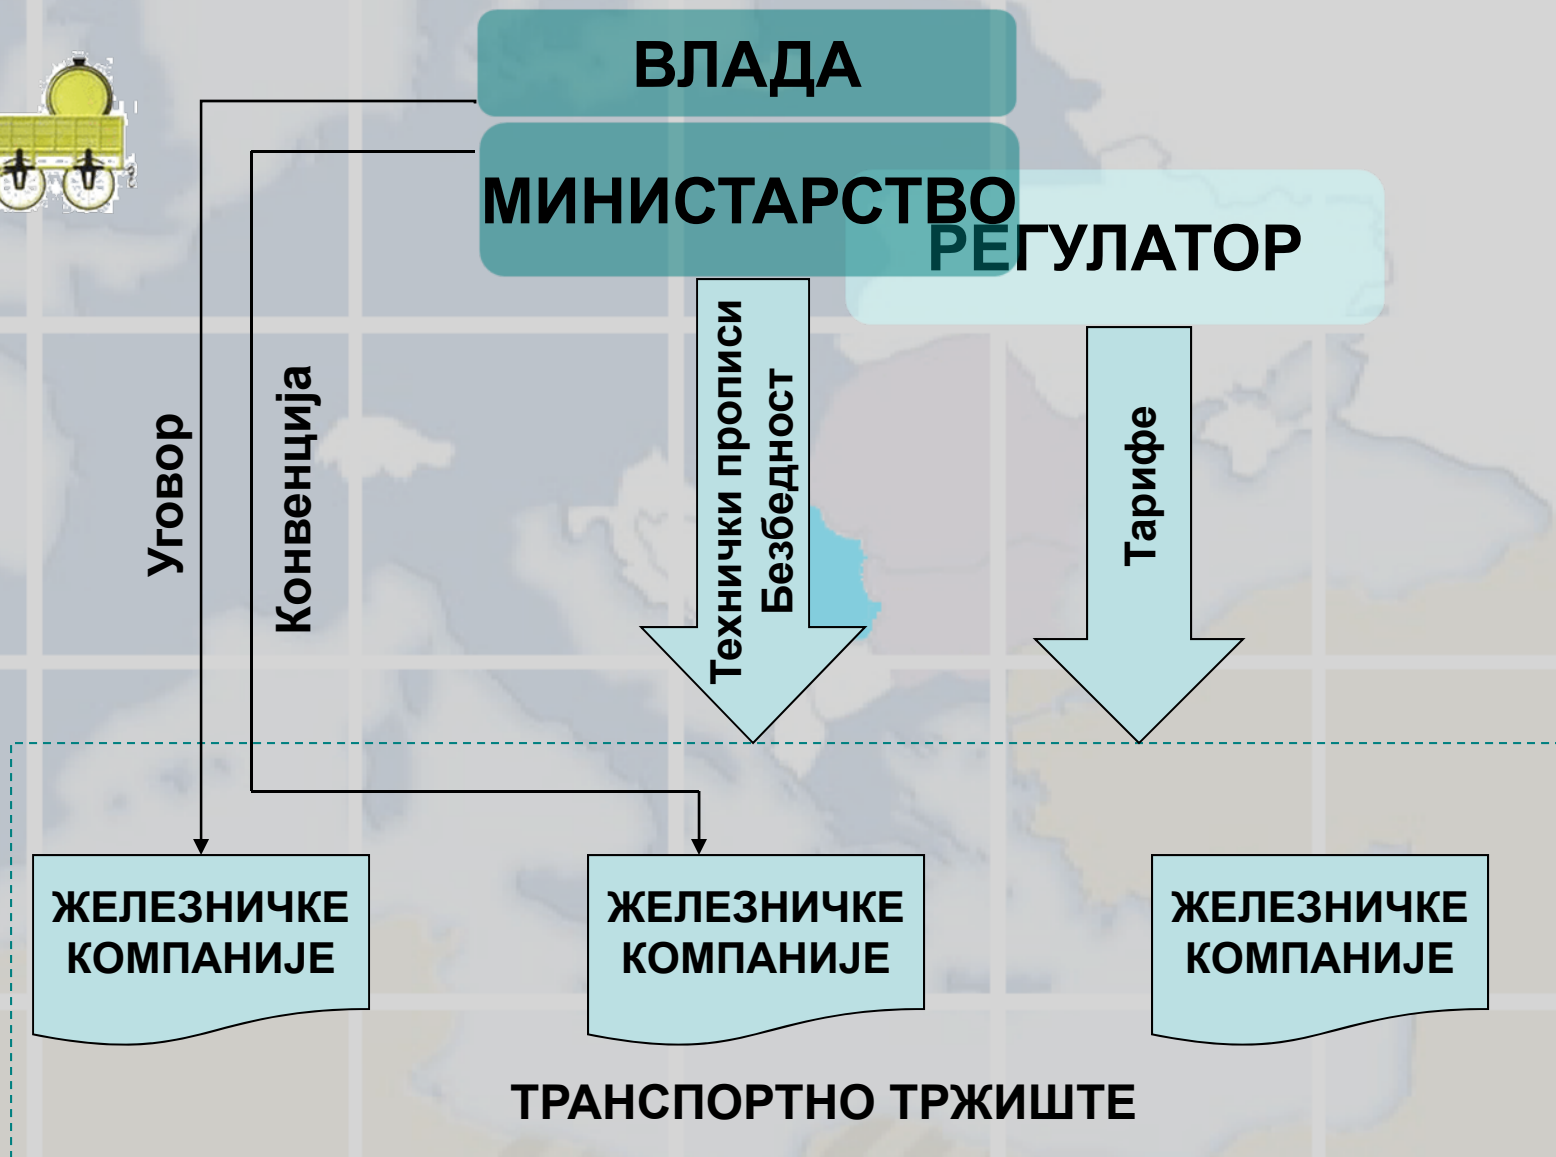 ВЛАДА
МИНИСТАРСТВО
РЕГУЛАТОР
Уговор
Конвенција
Технички прописи
Безбедност
Тарифе
ЖЕЛЕЗНИЧКЕ
КОМПАНИЈЕ
ЖЕЛЕЗНИЧКЕ
КОМПАНИЈЕ
ЖЕЛЕЗНИЧКЕ
КОМПАНИЈЕ
ТРАНСПОРТНО ТРЖИШТЕ